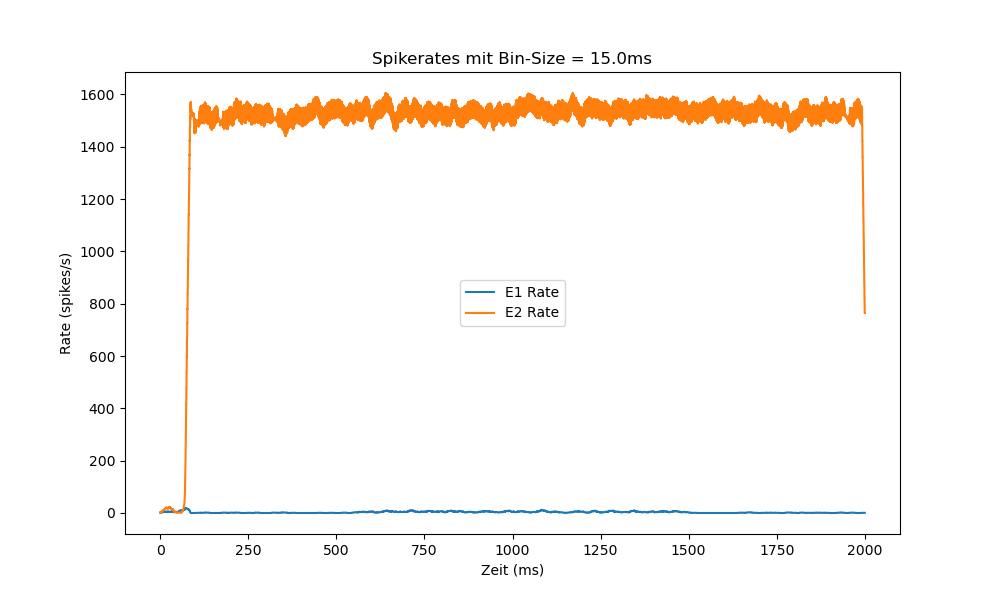 Spikerates mit Bin-Size = 15.0ms
1600
1400
1200
1000
800
600
400
200
0
Rate (spikes/s)
E1 Rate
E2 Rate
0 250 500 750 1000 1250 1500 1750 2000
Zeit (ms)